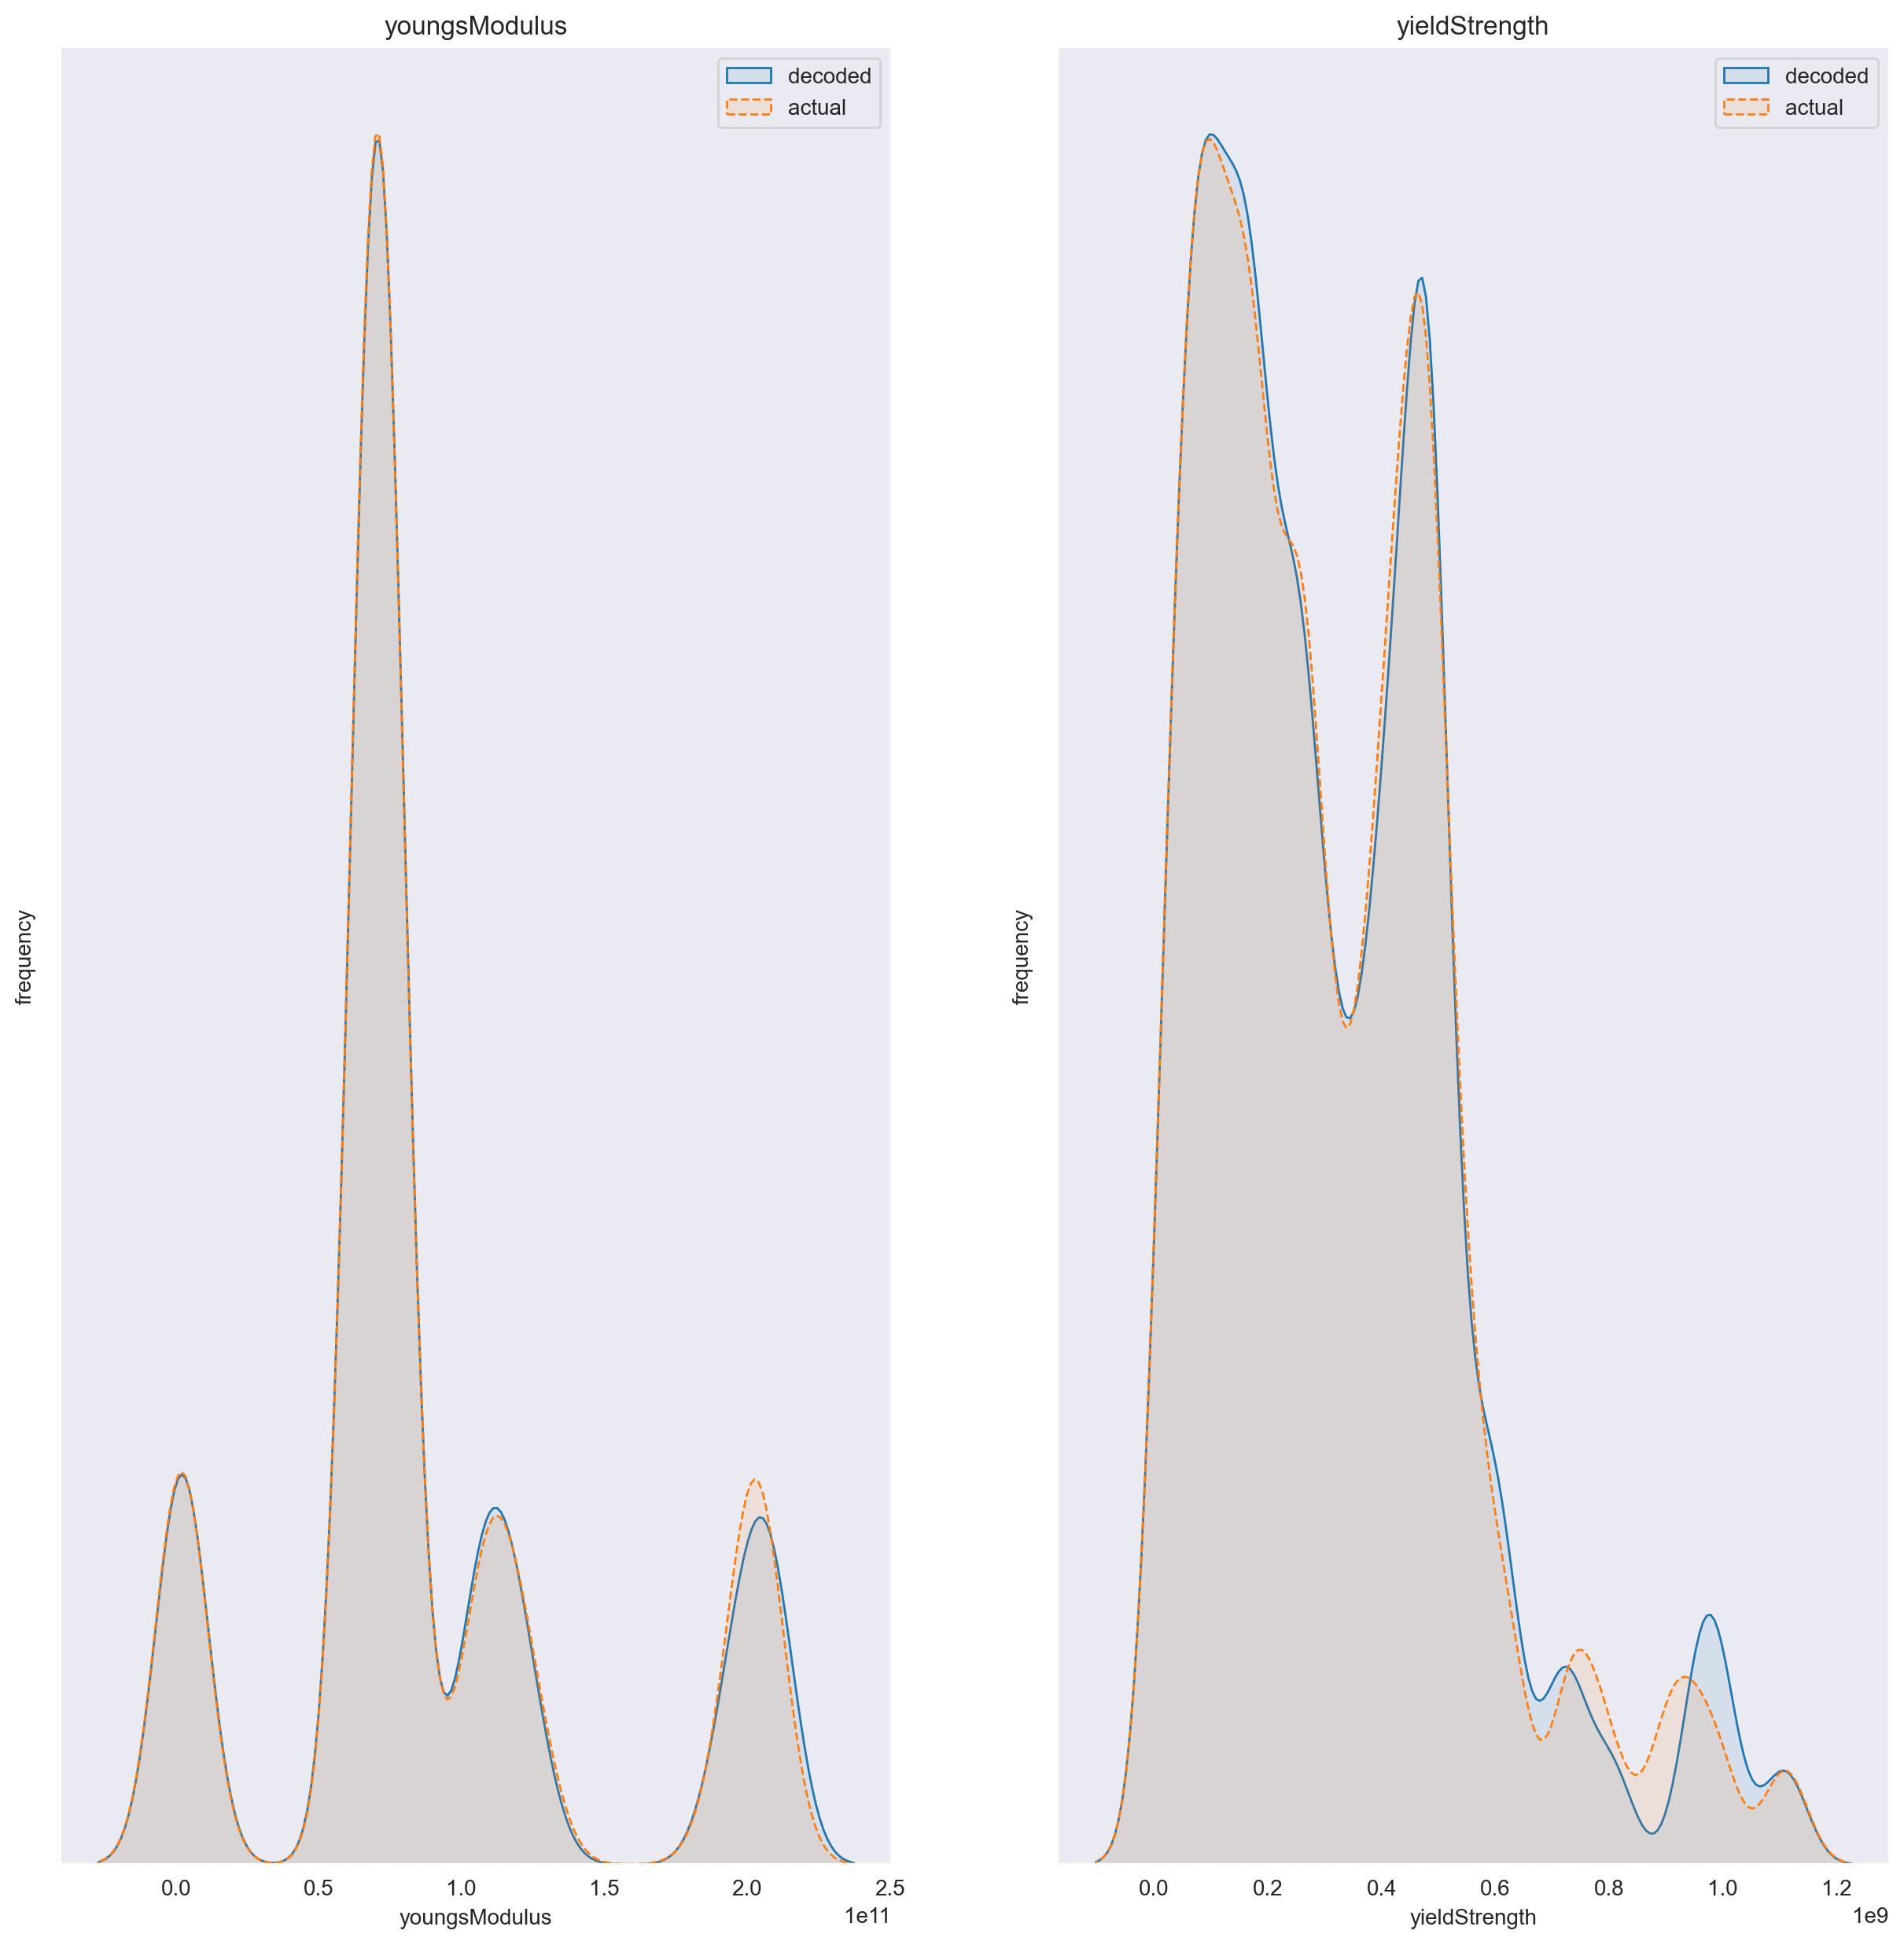 youngsModulus
decoded
actual
frequency
0.0 0.5 1.0 1.5 2.0 2.5
youngsModulus
1e11
yieldStrength
decoded
actual
frequency
0.0 0.2 0.4 0.6 0.8 1.0 1.2
yieldStrength
1e9